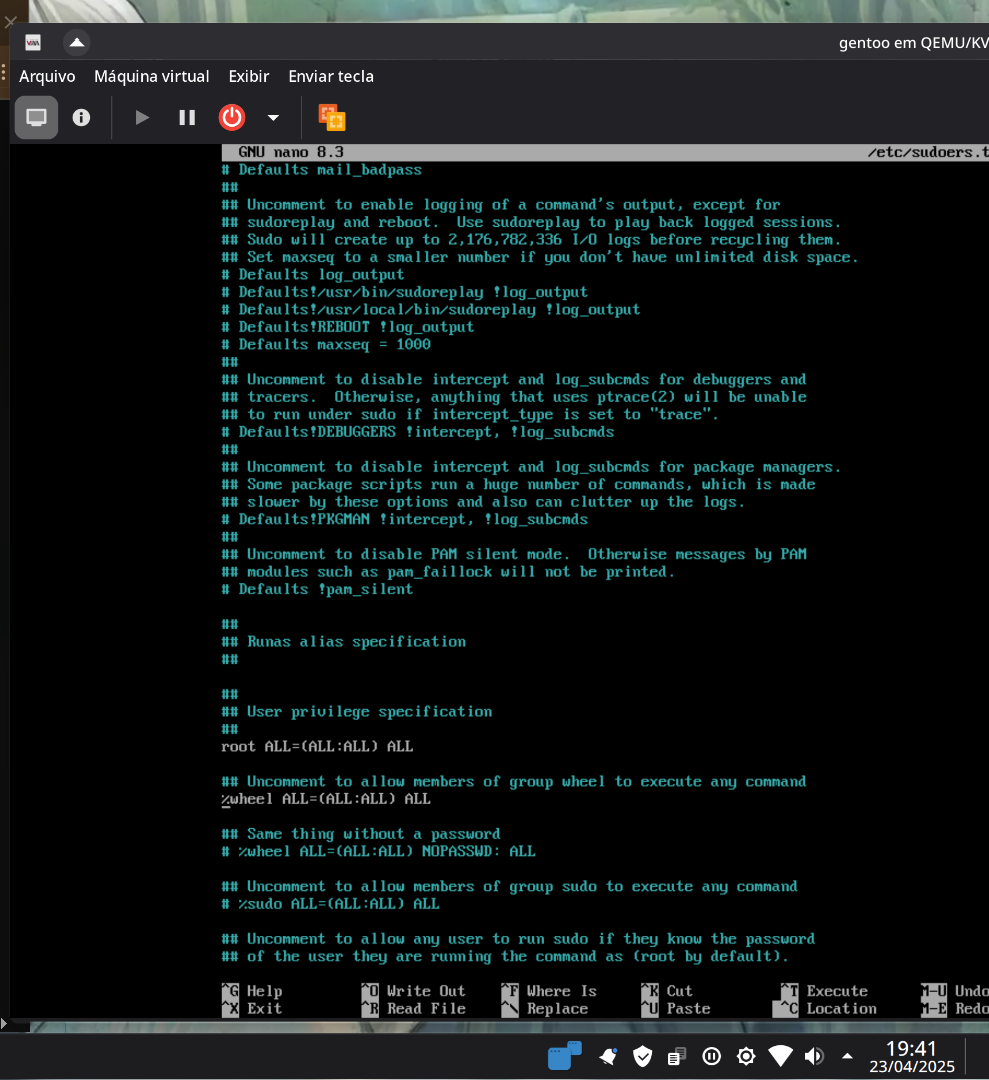 gentoo em QEMU/KV
Arquivo Máquina virtual Exibir Enviar tecla
GNU nano 8.3 /etc/sudoers.t
# Defaults mail_badpass
##
## Uncomment to enable logging of a command's output, except for
## sudoreplay and reboot.  Use sudoreplay to play back logged sessions.
## Sudo will create up to 2,176,782,336 I/O logs before recycling them.
## Set maxseq to a smaller number if you don't have unlimited disk space.
# Defaults log_output
# Defaults!/usr/bin/sudoreplay !log_output
# Defaults!/usr/local/bin/sudoreplay !log_output
# Defaults!REBOOT !log_output
# Defaults maxseq = 1000
##
## Uncomment to disable intercept and log_subcmds for debuggers and
## tracers.  Otherwise, anything that uses ptrace(2) will be unable
## to run under sudo if intercept_type is set to "trace".
# Defaults!DEBUGGERS !intercept, !log_subcmds
##
## Uncomment to disable intercept and log_subcmds for package managers.
## Some package scripts run a huge number of commands, which is made
## slower by these options and also can clutter up the logs.
# Defaults!PKGMAN !intercept, !log_subcmds
##
## Uncomment to disable PAM silent mode.  Otherwise messages by PAM
## modules such as pam_faillock will not be printed.
# Defaults !pam_silent
##
## Runas alias specification
##
##
## User privilege specification
##
root ALL=(ALL:ALL) ALL
## Uncomment to allow members of group wheel to execute any command
%wheel ALL=(ALL:ALL) ALL
## Same thing without a password
# %wheel ALL=(ALL:ALL) NOPASSWD: ALL
## Uncomment to allow members of group sudo to execute any command
# %sudo ALL=(ALL:ALL) ALL
## Uncomment to allow any user to run sudo if they know the password
## of the user they are running the command as (root by default).
^G Help ^O Write Out ^F Where Is ^K Cut ^T Execute M-U Undo
^X Exit ^R Read File ^\ Replace ^U Paste ^C Location M-E Redo
19:41
23/04/2025